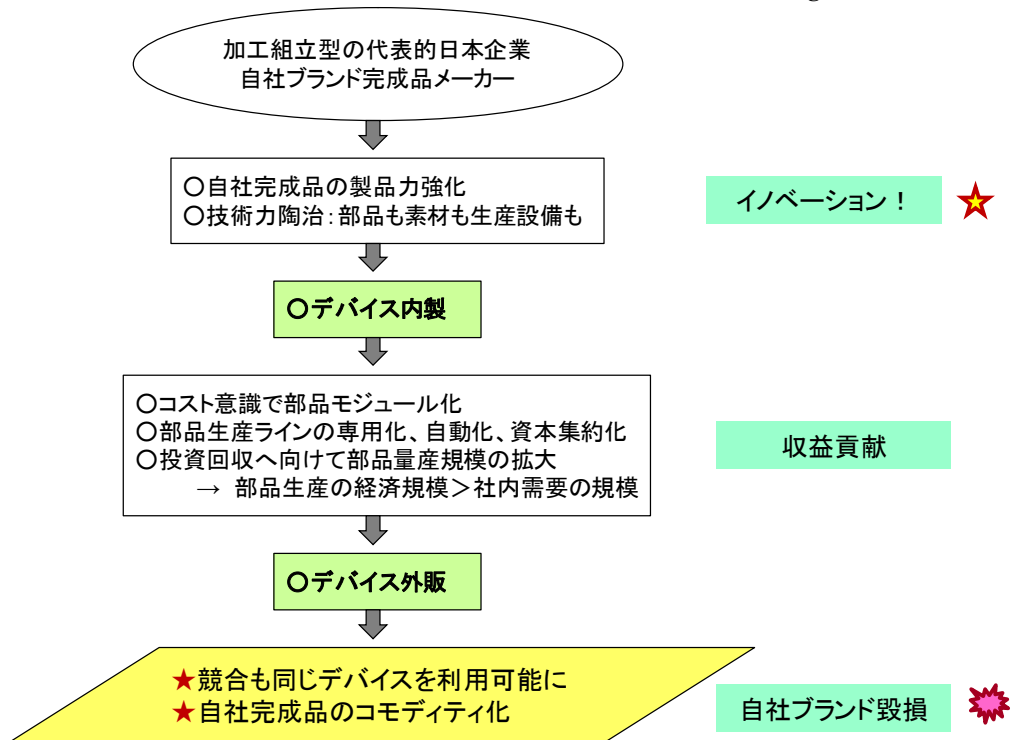 加工組立型の代表的日本企業
自社ブランド完成品メーカー
○自社完成品の製品力強化
○技術力陶冶:部品も素材も生産設備も
イノベーション!
○デバイス内製
○コスト意識で部品モジュール化
○部品生産ラインの専用化、自動化、資本集約化
○投資回収へ向けて部品量産規模の拡大
→ 部品生産の経済規模>社内需要の規模
収益貢献
○デバイス外販
★競合も同じデバイスを利用可能に
★自社完成品のコモディティ化
自社ブランド毀損